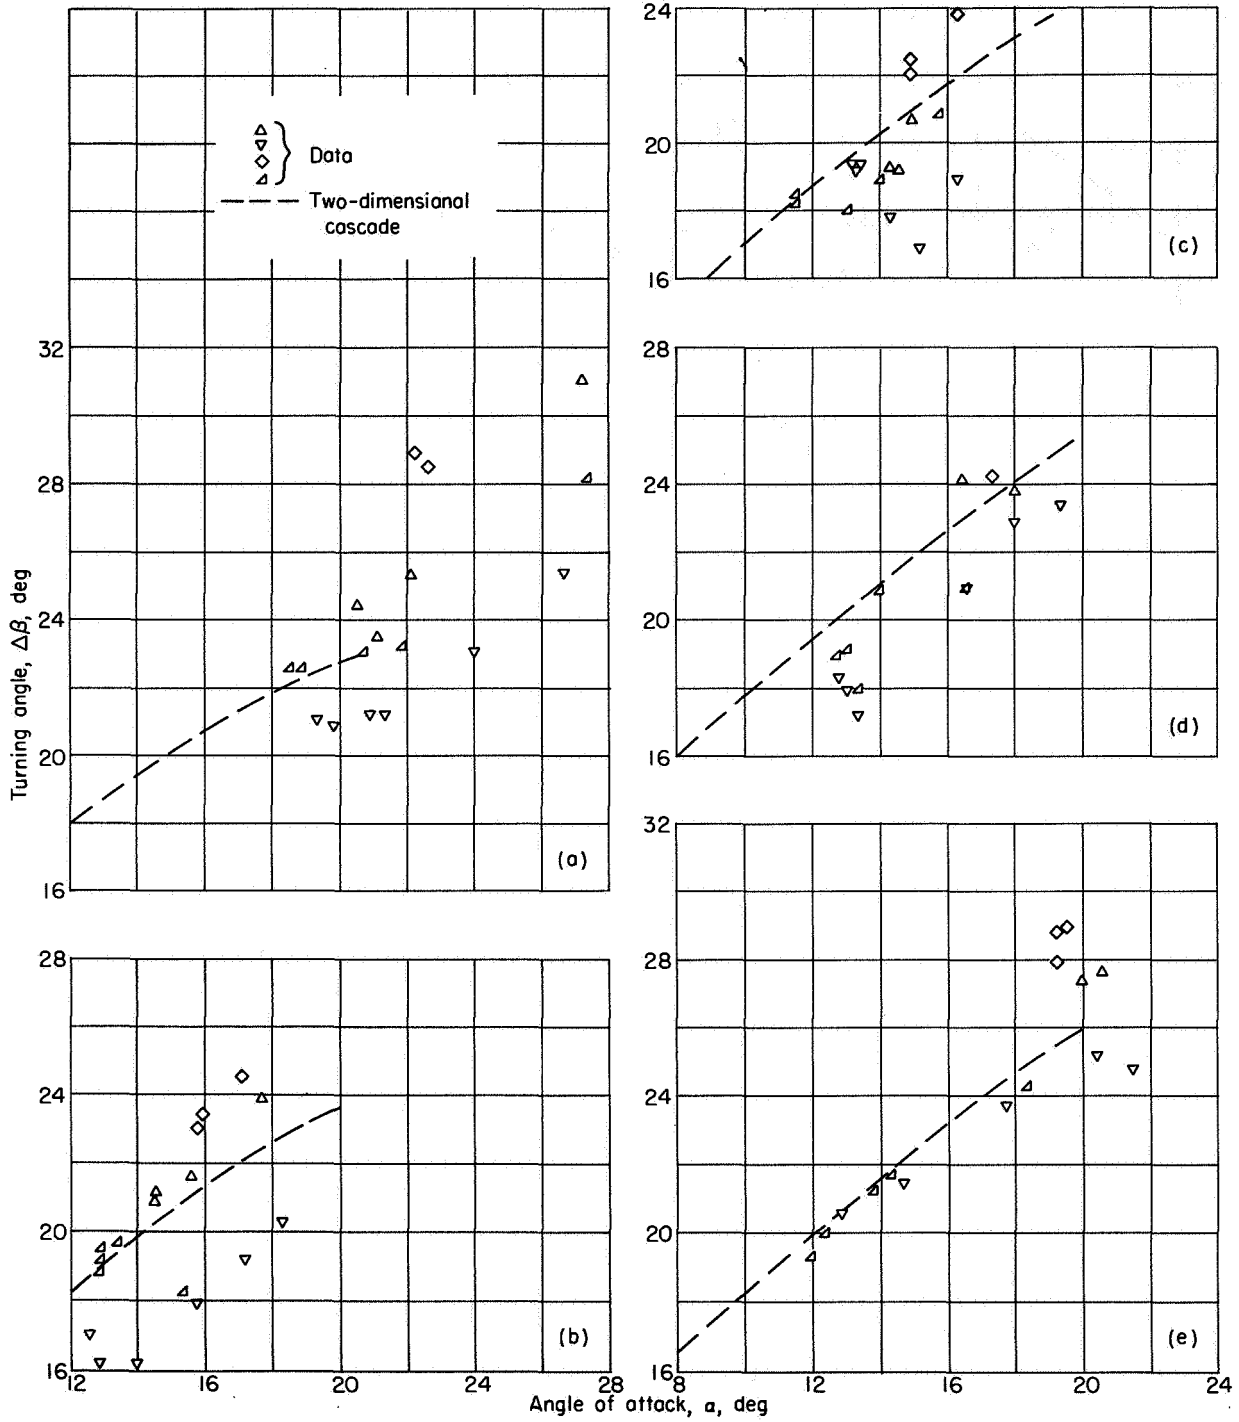 Data
Two-dimensional
cascade
32
28
24
20
16
(a)
Turning angle, Δβ, deg
28
24
20
16
(b)
12 16 20 24 28
24
20
16
(c)
28
24
20
16
(d)
32
28
24
20
16
(e)
8 12 16 20 24
Angle of attack, α, deg